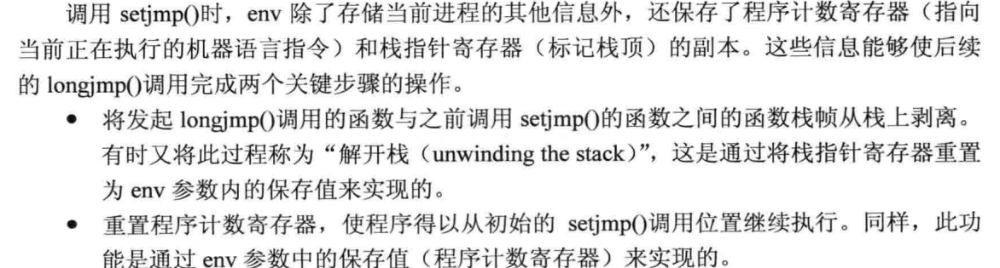 调用 setjmp()时，env 除了存储当前进程的其他信息外，还保存了程序计数寄存器（指向
当前正在执行的机器语言指令）和栈指针寄存器（标记栈顶）的副本。这些信息能够使后续
的 longjmp()调用完成两个关键步骤的操作。
● 将发起 longjmp()调用的函数与之前调用 setjmp()的函数之间的函数栈帧从栈上剥离。
有时又将此过程称为“解开栈（unwinding the stack）”，这是通过将栈指针寄存器重置
为 env 参数内的保存值来实现的。
● 重置程序计数寄存器，使程序得以从初始的 setjmp()调用位置继续执行。同样，此功
能是通过 env 参数中的保存值（程序计数寄存器）来实现的。